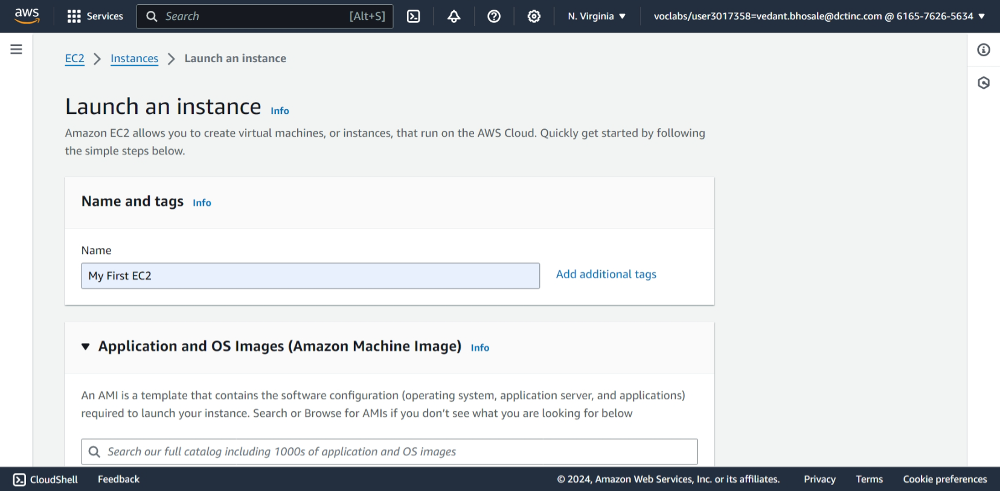 aws
Services
Search
[Alt+S]
N. Virginia
voclabs/user3017358=vedant.bhosale@dctinc.com @ 6165-7626-5634
EC2
Instances
Launch an instance
Launch an instance Info
Amazon EC2 allows you to create virtual machines, or instances, that run on the AWS Cloud. Quickly get started by following
the simple steps below.
Name and tags Info
Name
My First EC2
Add additional tags
Application and OS Images (Amazon Machine Image) Info
An AMI is a template that contains the software configuration (operating system, application server, and applications)
required to launch your instance. Search or Browse for AMIs if you don’t see what you are looking for below
Search our full catalog including 1000s of application and OS images
CloudShell
Feedback
© 2024, Amazon Web Services, Inc. or its affiliates.
Privacy
Terms
Cookie preferences